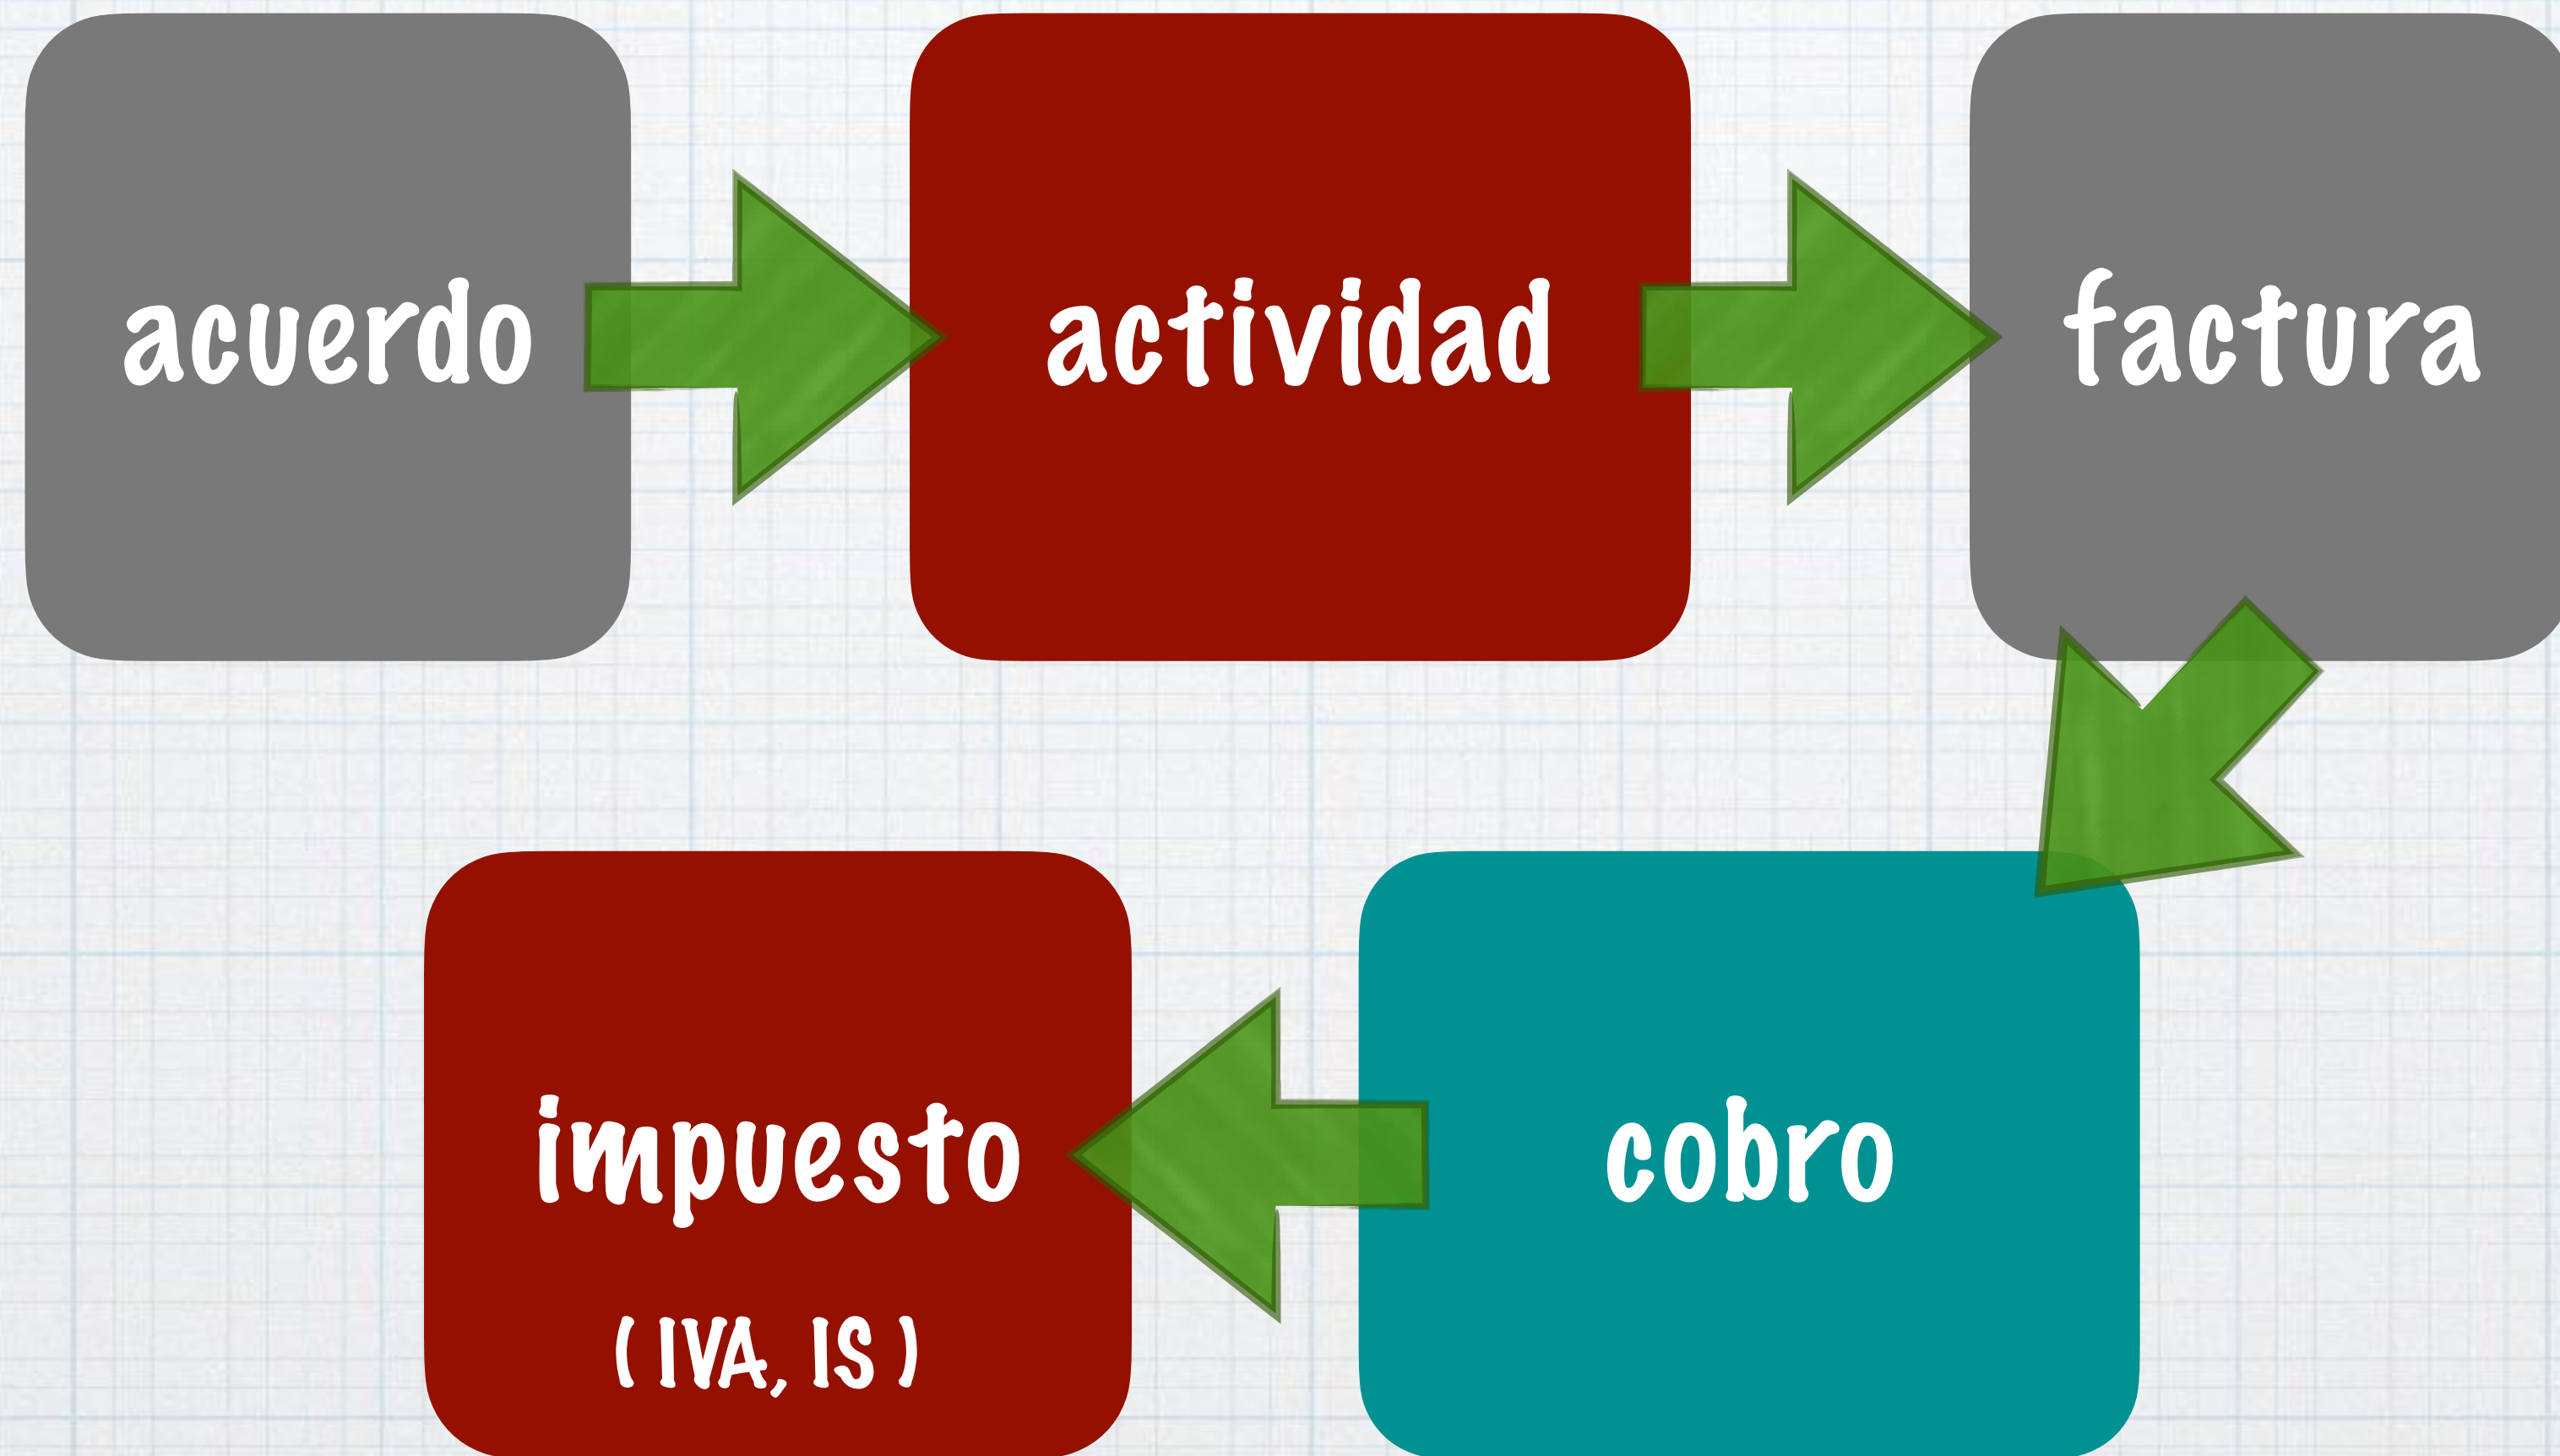 acuerdo
actividad
factura
impuesto
( IVA, IS )
cobro